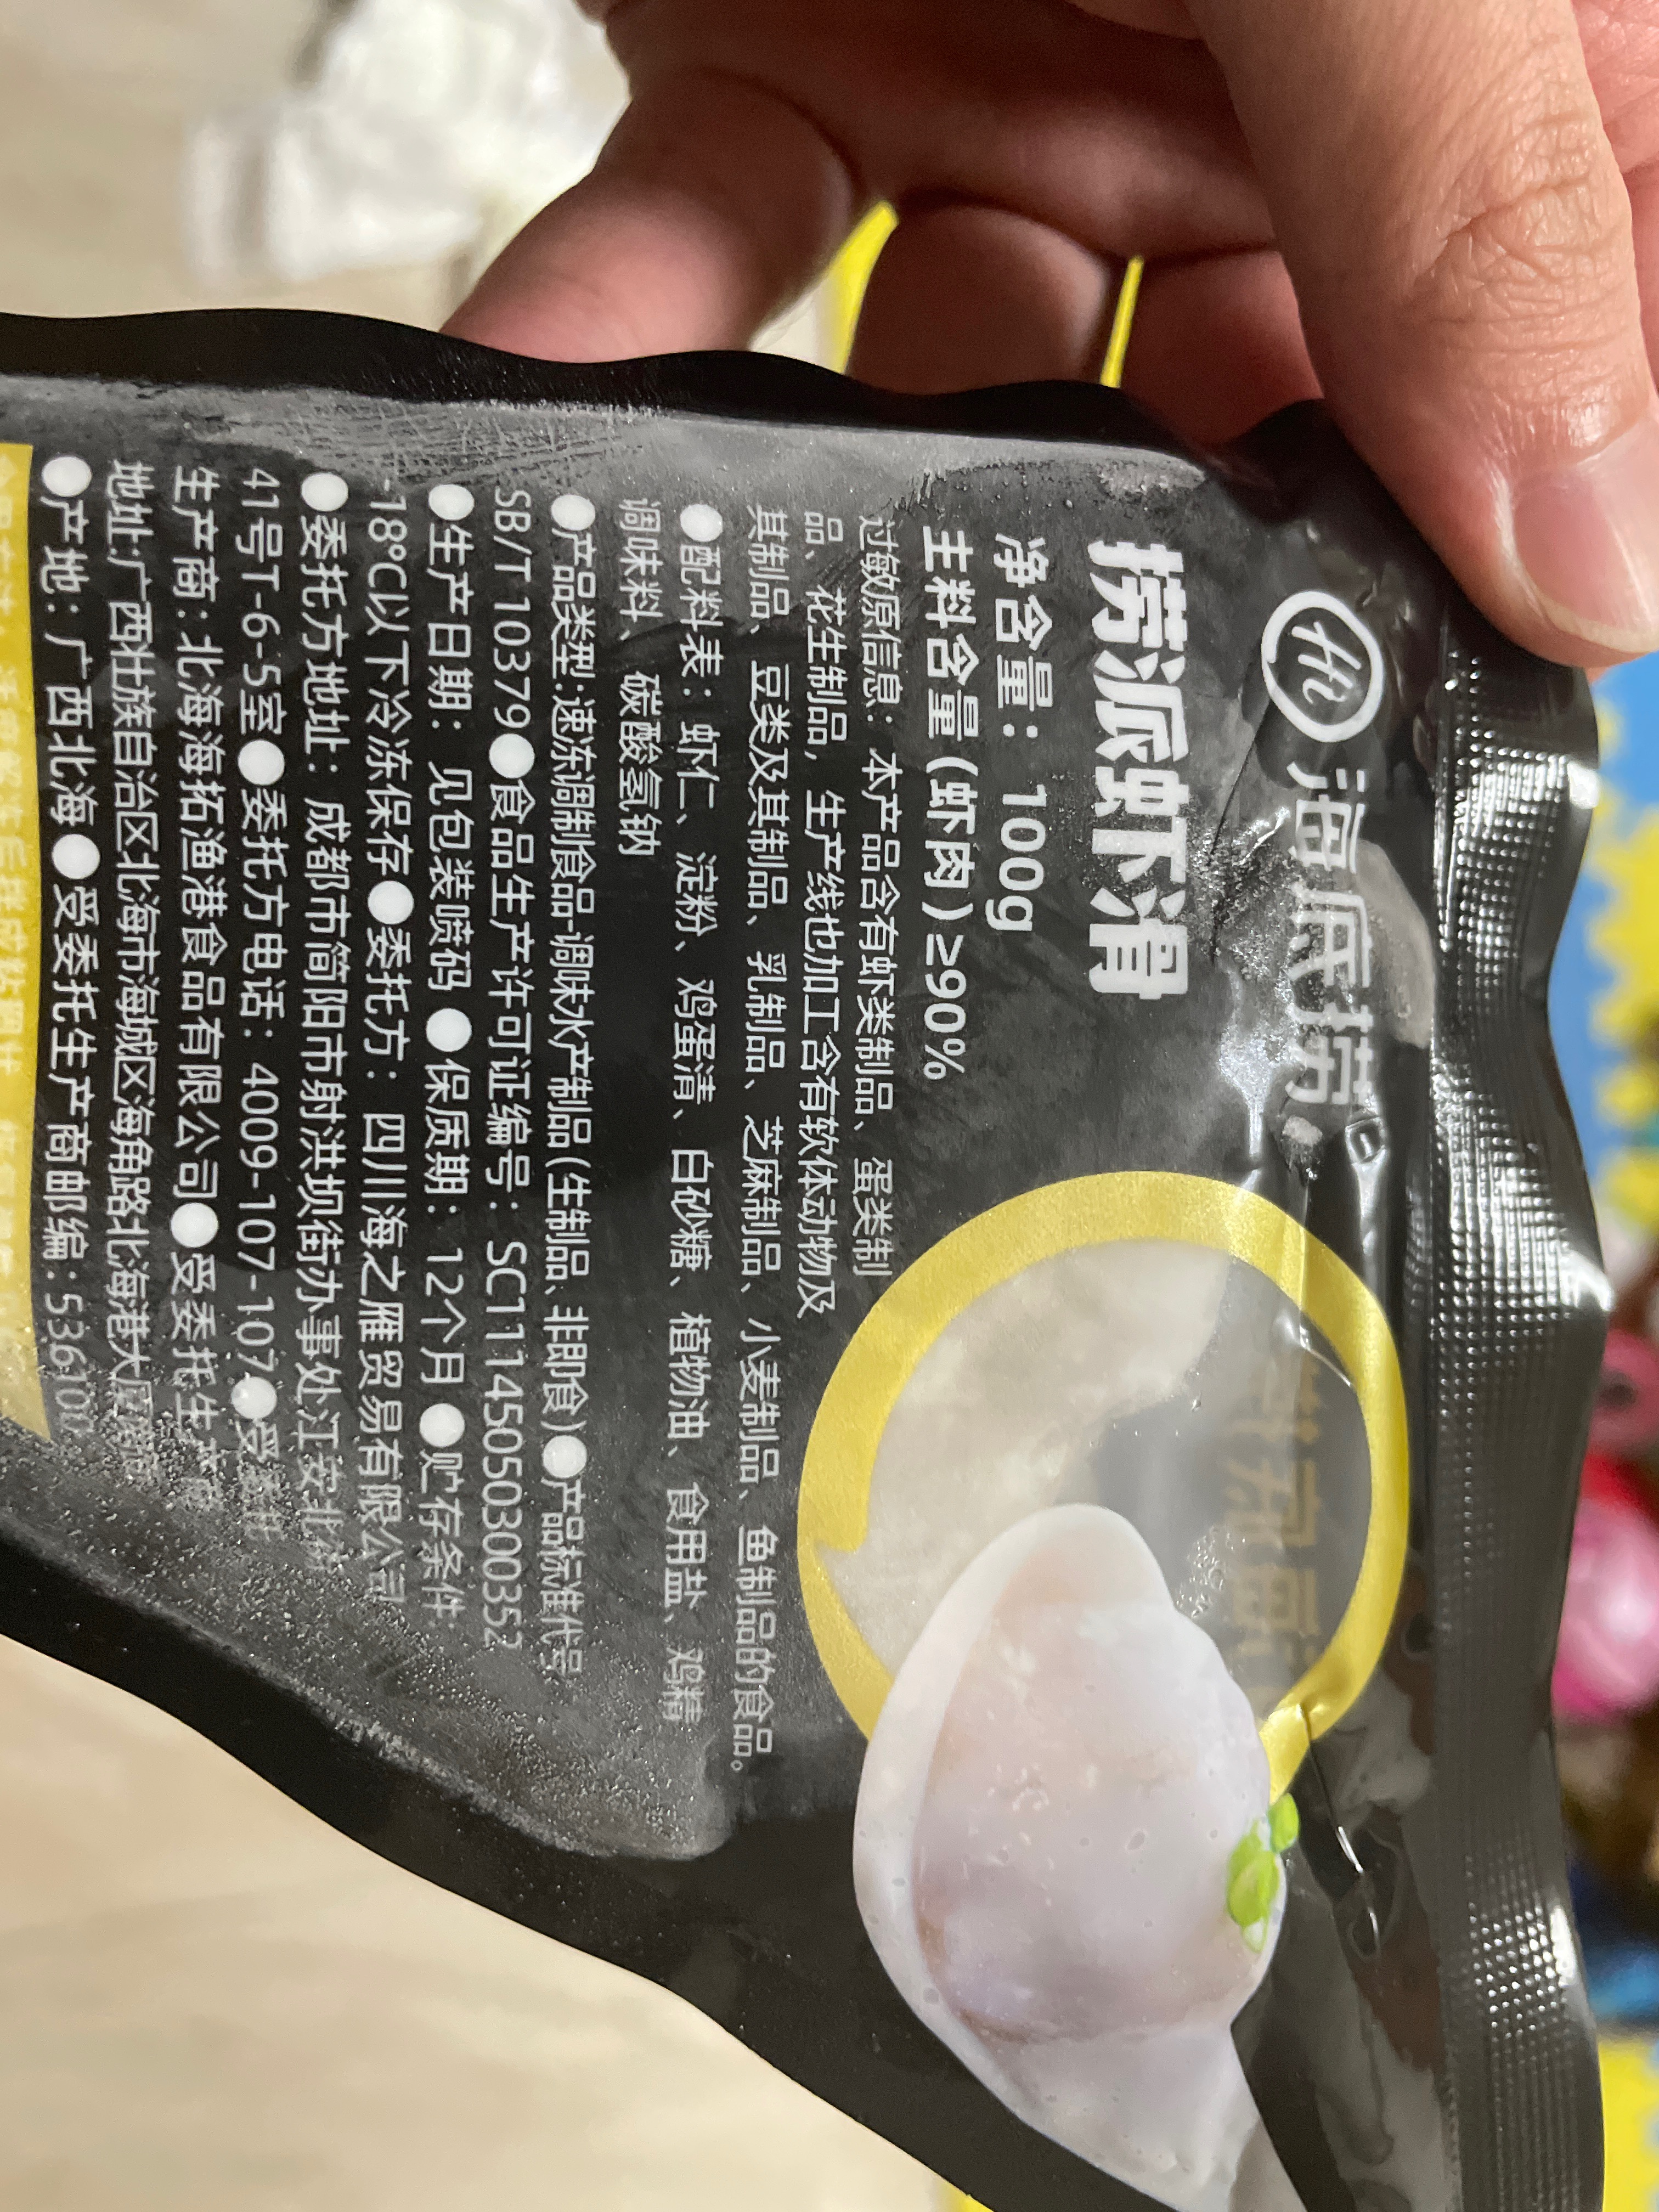 Hi 海底捞
捞派虾滑
净含量：100g
主料含量(虾肉)≥90%
过敏原信息：本产品含有虾类制品、蛋类制
品、花生制品，生产线也加工含有软体动物及
其制品、豆类及其制品、乳制品、芝麻制品、小麦制品、鱼制品的食品。
●配料表：虾仁、淀粉、鸡蛋清、白砂糖、植物油、食用盐、鸡精
调味料、碳酸氢钠
●产品类型:速冻调制食品-调味水产制品(生制品、非即食)●产品标准代号
SB/T 10379●食品生产许可证编号：SC11145050300352
●生产日期：见包装喷码 ●保质期：12个月 ●贮存条件
-18℃以下冷冻保存●委托方：四川海之雁贸易有限公司
●委托方地址：成都市简阳市射洪坝街办事处江安北路
41号T-6-5室●委托方电话：4009-107-107●受委托
生产商：北海海拓渔港食品有限公司●受委托生产商
地址:广西壮族自治区北海市海城区海角路北海港大厦
●产地：广西北海●受委托生产商邮编:536100